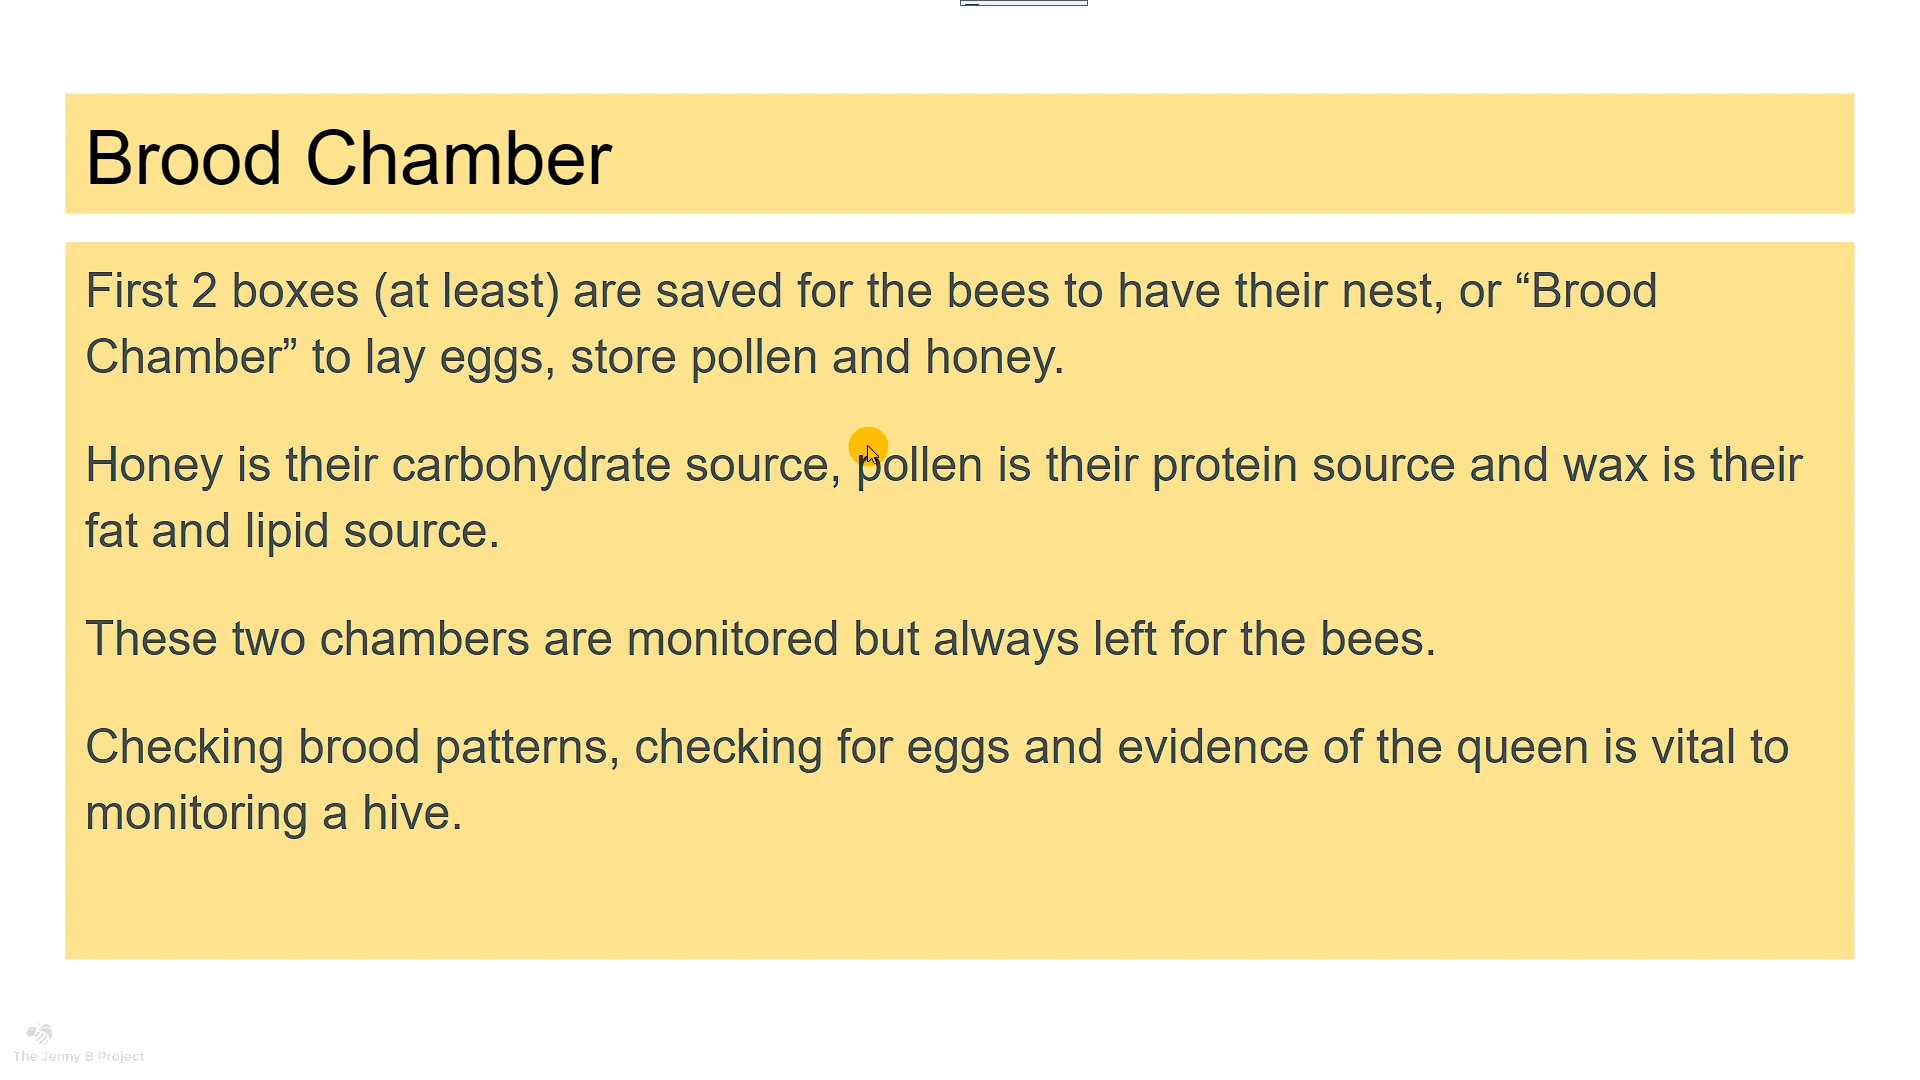 Brood Chamber
First 2 boxes (at least) are saved for the bees to have their nest, or “Brood
Chamber” to lay eggs, store pollen and honey.
Honey is their carbohydrate source, pollen is their protein source and wax is their
fat and lipid source.
These two chambers are monitored but always left for the bees.
Checking brood patterns, checking for eggs and evidence of the queen is vital to
monitoring a hive.
The Jenny B Project